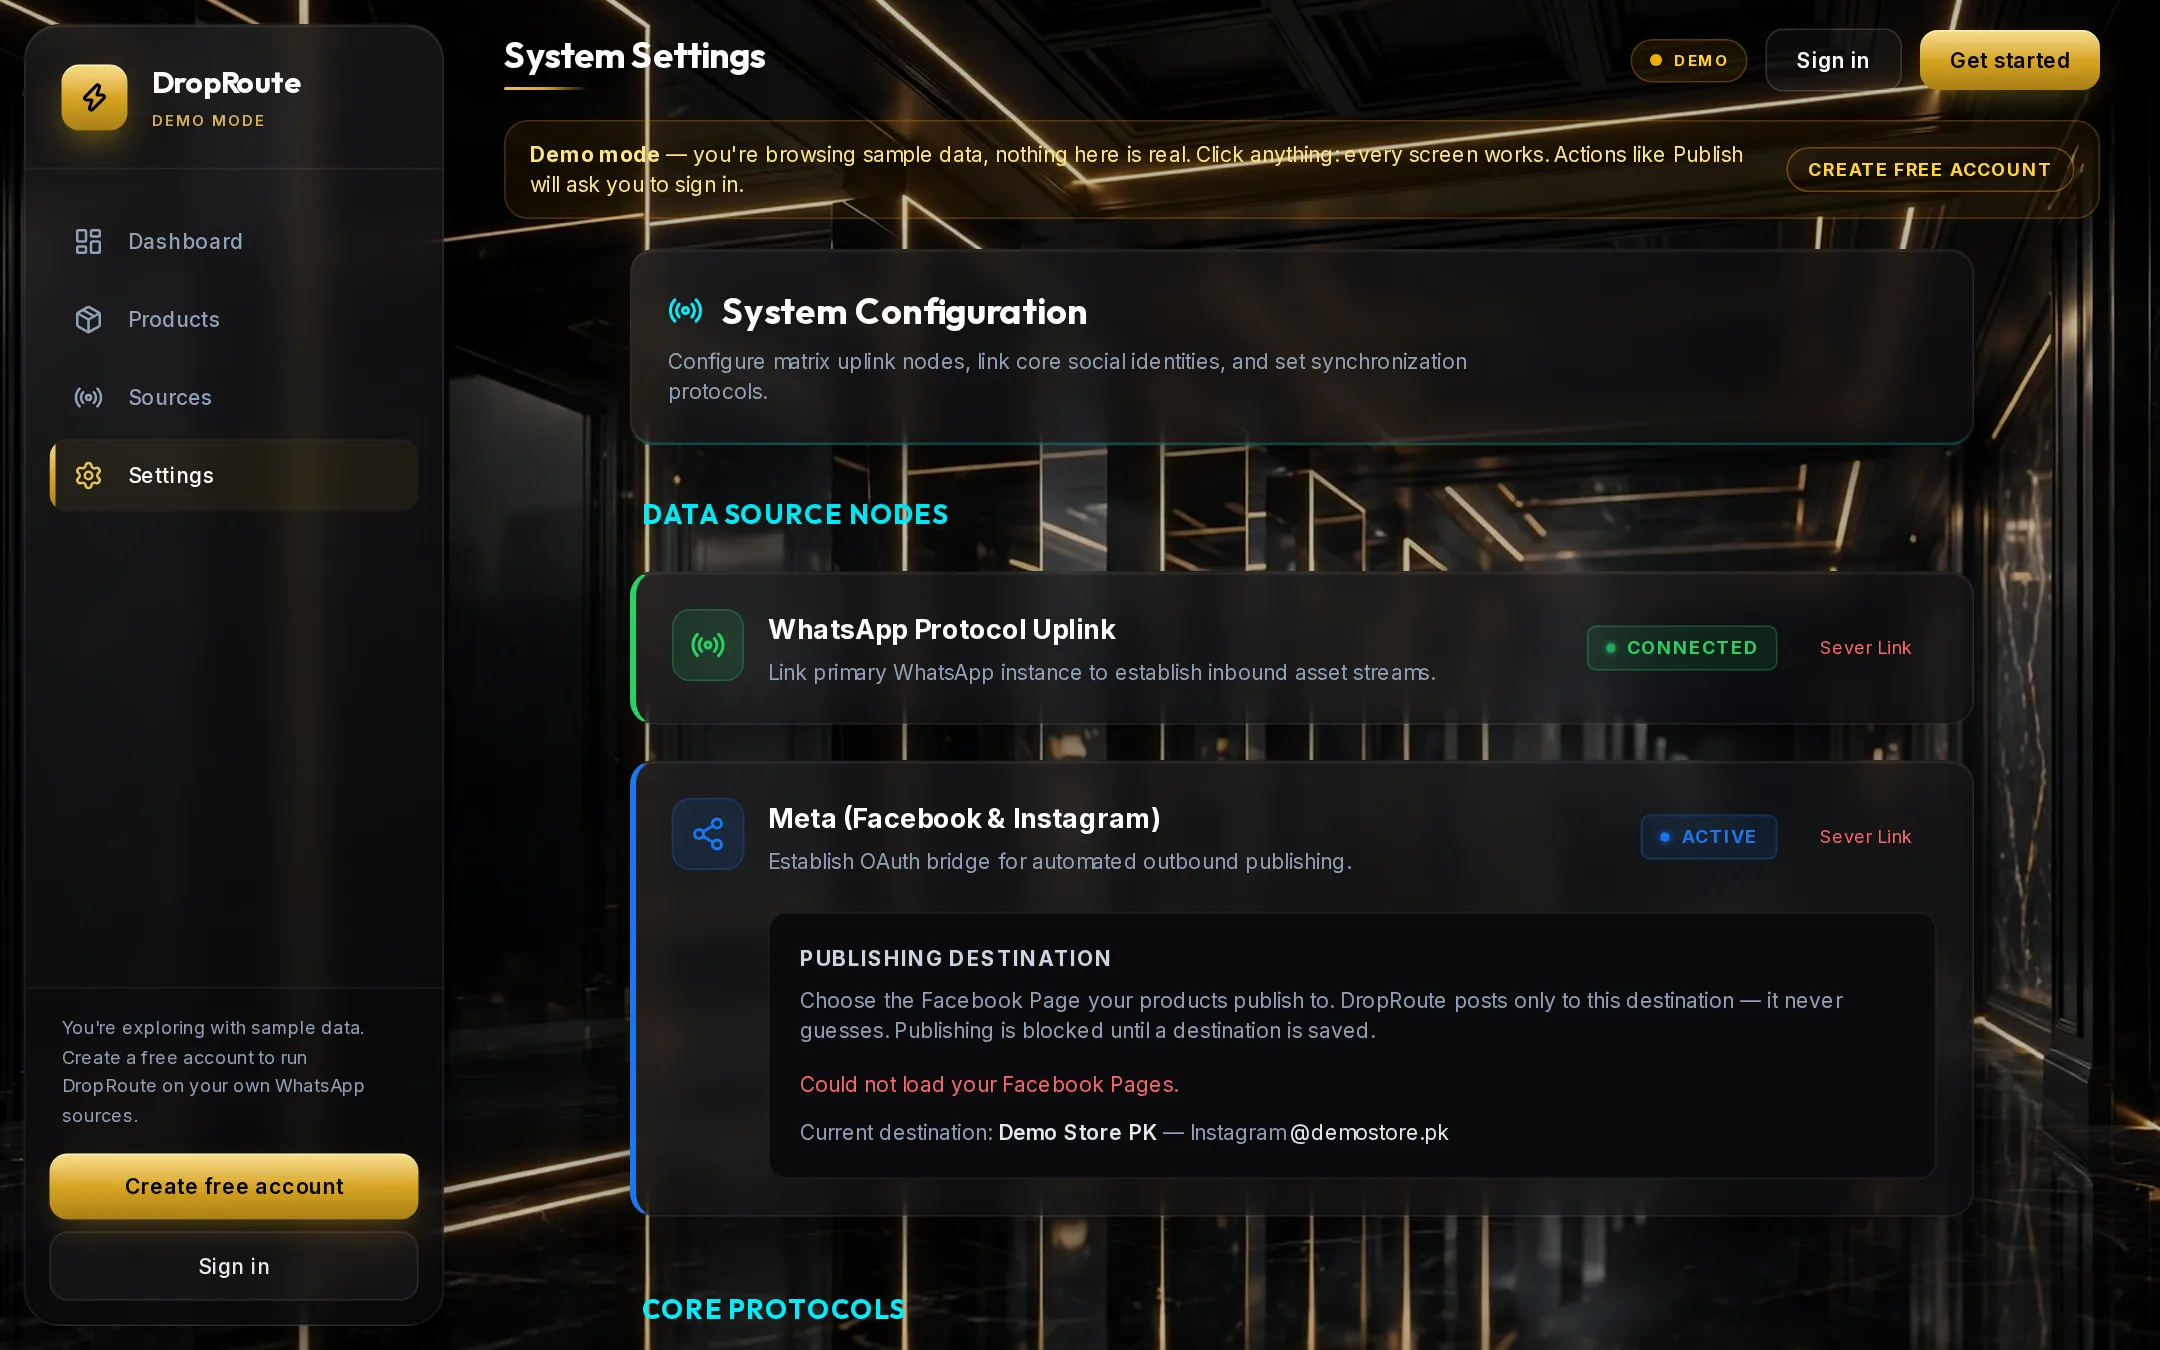 DropRoute
DEMO MODE
Dashboard
Products
Sources
Settings
You're exploring with sample data.
Create a free account to run
DropRoute on your own WhatsApp
sources.
Create free account
Sign in
System Settings
DEMO
Sign in
Get started
Demo mode — you're browsing sample data, nothing here is real. Click anything: every screen works. Actions like Publish
will ask you to sign in.
CREATE FREE ACCOUNT
System Configuration
Configure matrix uplink nodes, link core social identities, and set synchronization
protocols.
DATA SOURCE NODES
WhatsApp Protocol Uplink
Link primary WhatsApp instance to establish inbound asset streams.
CONNECTED
Sever Link
Meta (Facebook & Instagram)
Establish OAuth bridge for automated outbound publishing.
ACTIVE
Sever Link
PUBLISHING DESTINATION
Choose the Facebook Page your products publish to. DropRoute posts only to this destination — it never
guesses. Publishing is blocked until a destination is saved.
Could not load your Facebook Pages.
Current destination: Demo Store PK — Instagram @demostore.pk
CORE PROTOCOLS